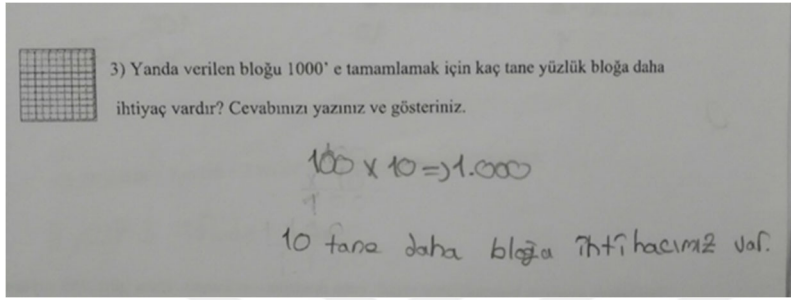 3) Yanda verilen bloğu 1000' e tamamlamak için kaç tane yüzlük bloğa daha
ihtiyaç vardır? Cevabınızı yazınız ve gösteriniz.
100 x 10 => 1.000
10 tane daha bloğa ihtihacımız var.